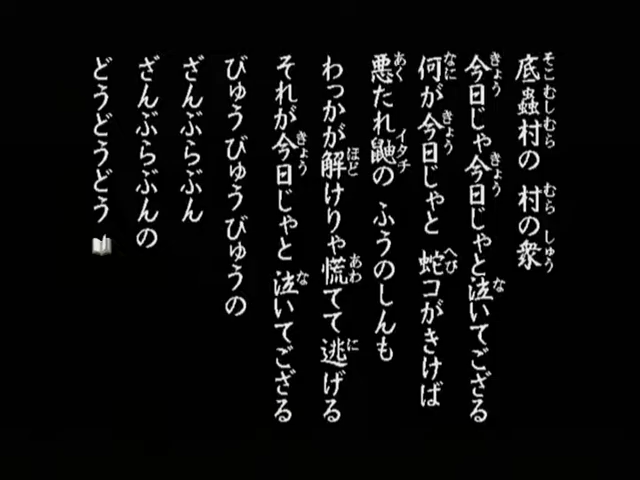 底蟲村の 村の衆
今日じゃ今日じゃと泣いてござる
何が今日じゃと 蛇コがきけば
悪たれ鼬の ふうのしんも
わっかが解けりゃ慌てて逃げる
それが今日じゃと 泣いてござる
びゅうびゅうびゅうの
ざんぶらぶん
ざんぶらぶんの
どうどうどう